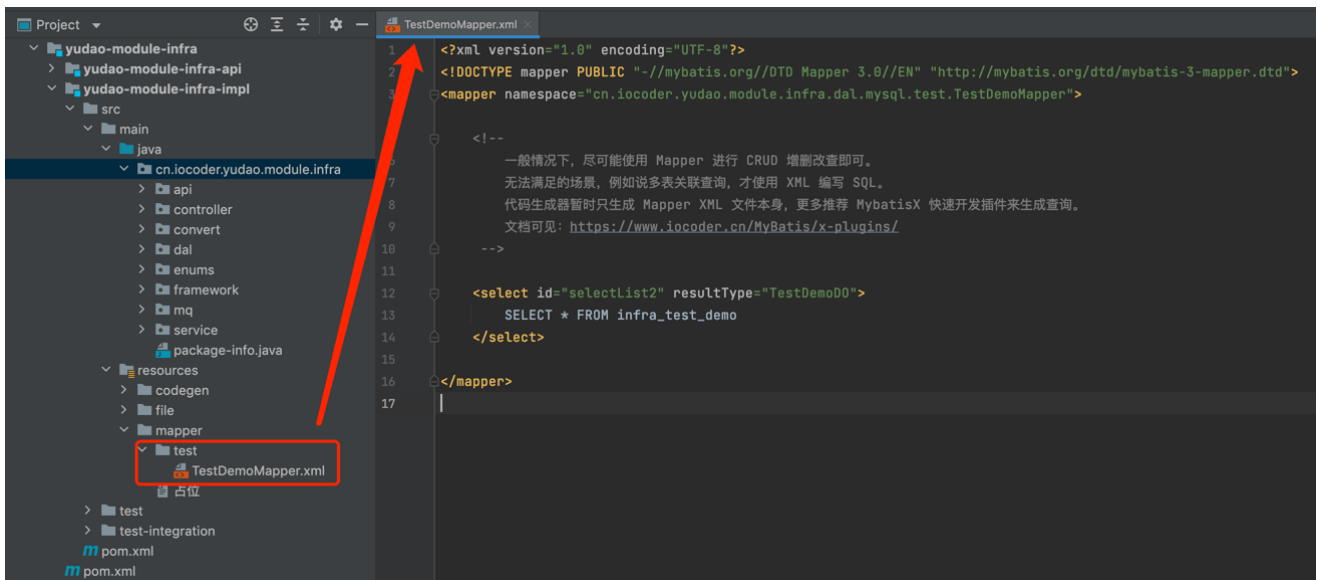 Project
TestDemoMapper.xml
yudao-module-infra
yudao-module-infra-api
yudao-module-infra-impl
src
main
java
cn.iocoder.yudao.module.infra
api
controller
convert
dal
enums
framework
mq
service
package-info.java
resources
codegen
file
mapper
test
TestDemoMapper.xml
占位
test
test-integration
pom.xml
pom.xml
1 <?xml version="1.0" encoding="UTF-8"?>
2 <!DOCTYPE mapper PUBLIC "-//mybatis.org//DTD Mapper 3.0//EN" "http://mybatis.org/dtd/mybatis-3-mapper.dtd">
3 <mapper namespace="cn.iocoder.yudao.module.infra.dal.mysql.test.TestDemoMapper">
<!--
6 一般情况下，尽可能使用 Mapper 进行 CRUD 增删改查即可。
7 无法满足的场景，例如说多表关联查询，才使用 XML 编写 SQL。
8 代码生成器暂时只生成 Mapper XML 文件本身，更多推荐 MybatisX 快速开发插件来生成查询。
9 文档可见：https://www.iocoder.cn/MyBatis/x-plugins/
10 -->
11
12 <select id="selectList2" resultType="TestDemoDO">
13 SELECT * FROM infra_test_demo
14 </select>
15
16 </mapper>
17